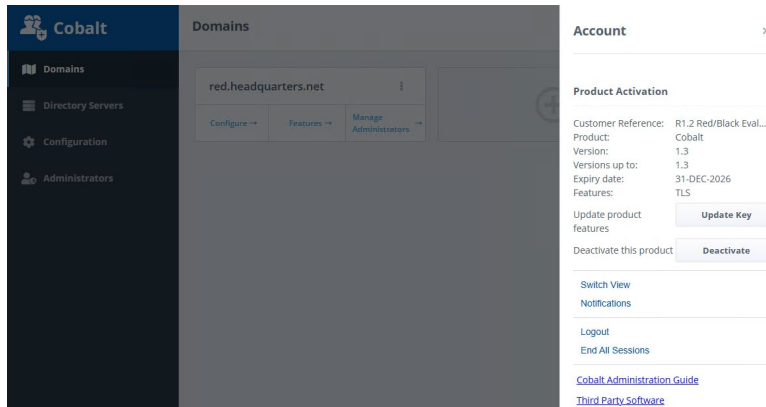 Cobalt
Domains
Directory Servers
Configuration
Administrators
Domains
red.headquarters.net
Configure →
Features →
Manage Administrators →
Account
Product Activation
Customer Reference: R1.2 Red/Black Eval...
Product: Cobalt
Version: 1.3
Versions up to: 1.3
Expiry date: 31-DEC-2026
Features: TLS
Update product features
Update Key
Deactivate this product
Deactivate
Switch View
Notifications
Logout
End All Sessions
Cobalt Administration Guide
Third Party Software